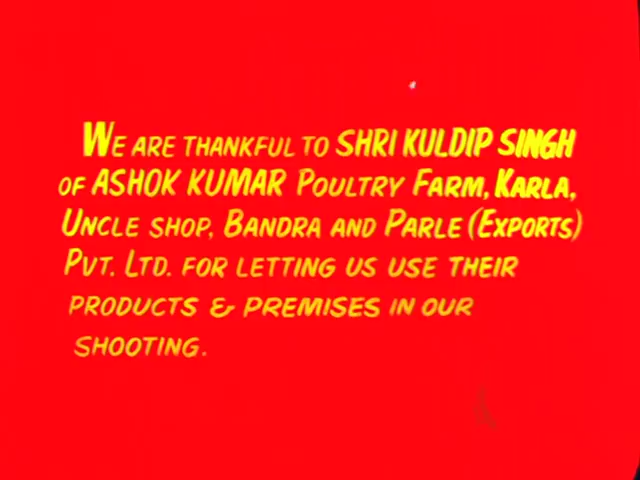 WE ARE THANKFUL TO SHRI KULDIP SINGH
OF ASHOK KUMAR POULTRY FARM, KARLA,
UNCLE SHOP, BANDRA AND PARLE (EXPORTS)
PVT. LTD. FOR LETTING US USE THEIR
PRODUCTS & PREMISES IN OUR
SHOOTING.